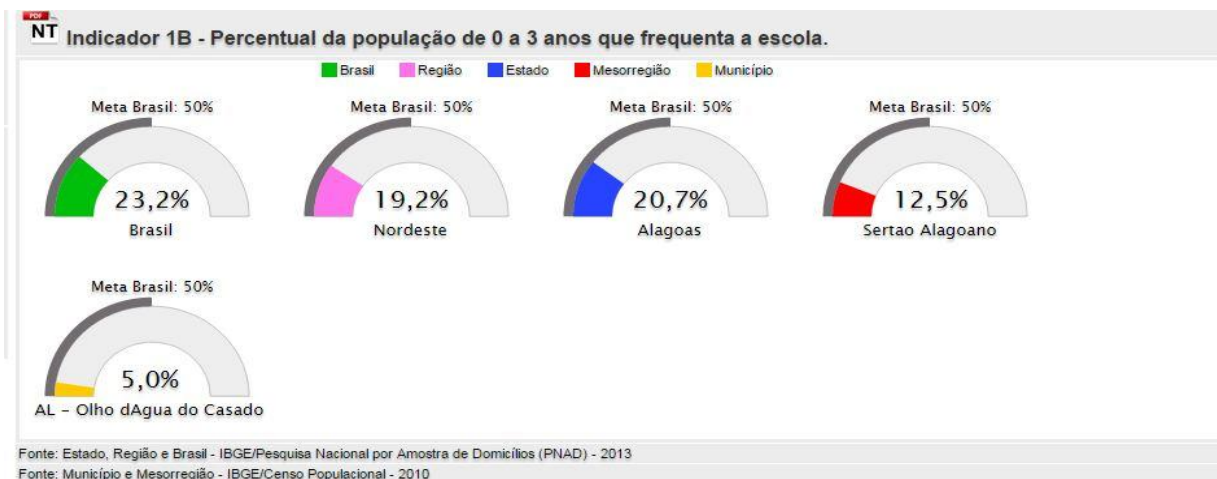 PDF
NT Indicador 1B - Percentual da população de 0 a 3 anos que frequenta a escola.
Brasil Região Estado Mesorregião Município
Meta Brasil: 50% Meta Brasil: 50% Meta Brasil: 50% Meta Brasil: 50%
23,2% 19,2% 20,7% 12,5%
Brasil Nordeste Alagoas Sertao Alagoano
Meta Brasil: 50%
5,0%
AL - Olho dAgua do Casado
Fonte: Estado, Região e Brasil - IBGE/Pesquisa Nacional por Amostra de Domicílios (PNAD) - 2013
Fonte: Município e Mesorregião - IBGE/Censo Populacional - 2010